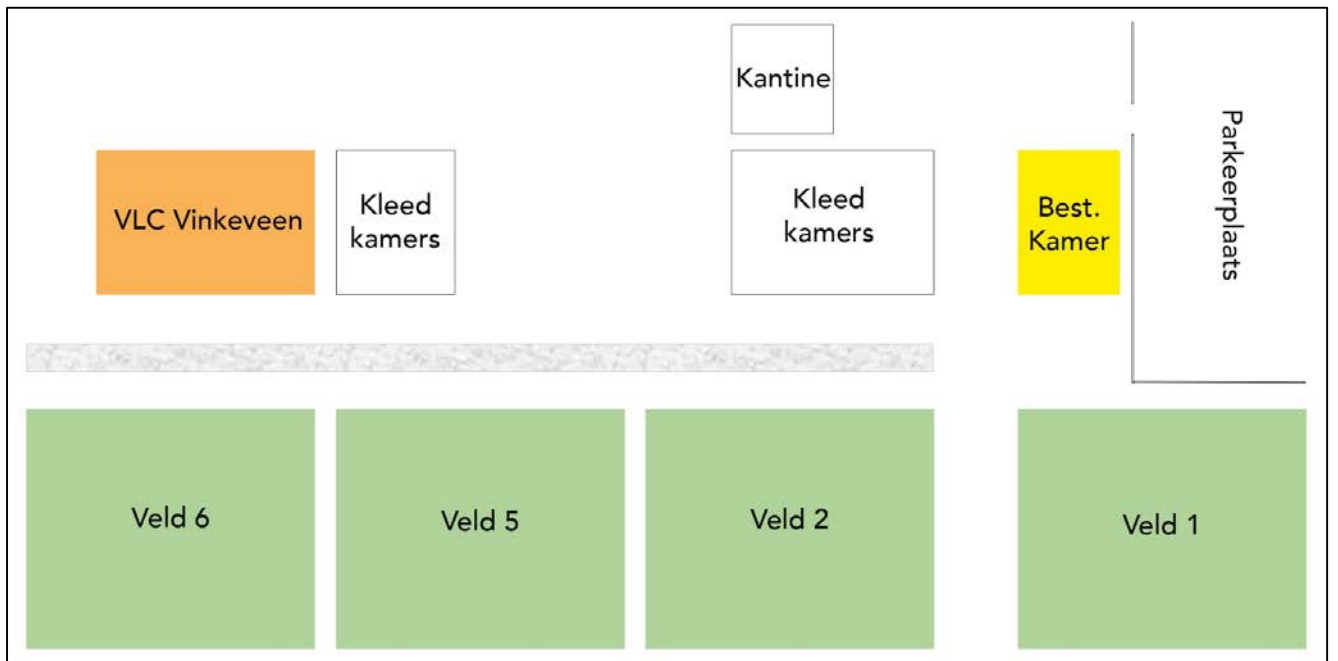 Kantine
Parkeerplaats
VLC Vinkeveen
Kleed
kamers
Kleed
kamers
Best.
Kamer
Veld 6
Veld 5
Veld 2
Veld 1